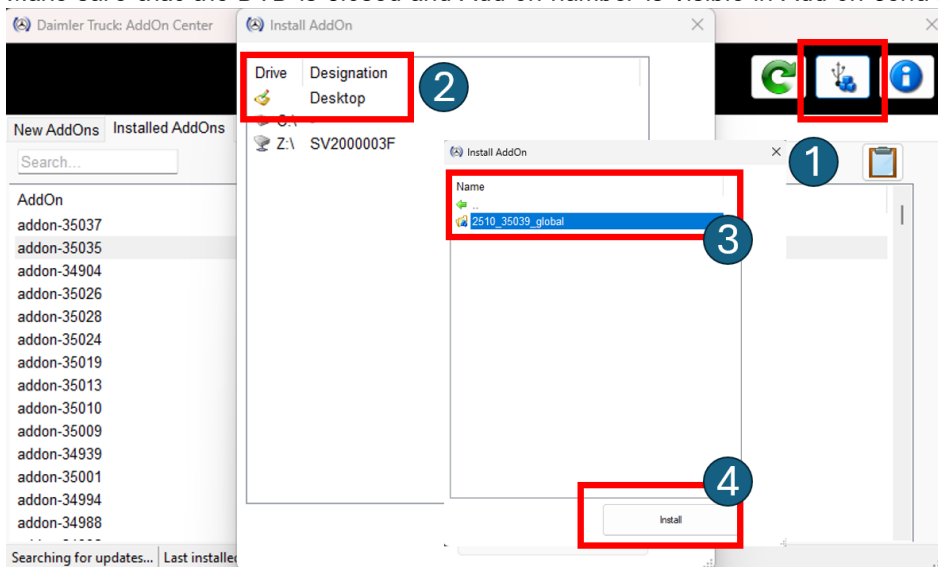 Daimler Truck: AddOn Center
Install AddOn
Drive Designation
Desktop
2
New AddOns Installed AddOns
Z:\ SV2000003F
Search...
Install AddOn
1
Name
..
2510_35039_global
3
AddOn
addon-35037
addon-35035
addon-34904
addon-35026
addon-35028
addon-35024
addon-35019
addon-35013
addon-35010
addon-35009
addon-34939
addon-35001
addon-34994
addon-34988
4
Install
Searching for updates... Last installed